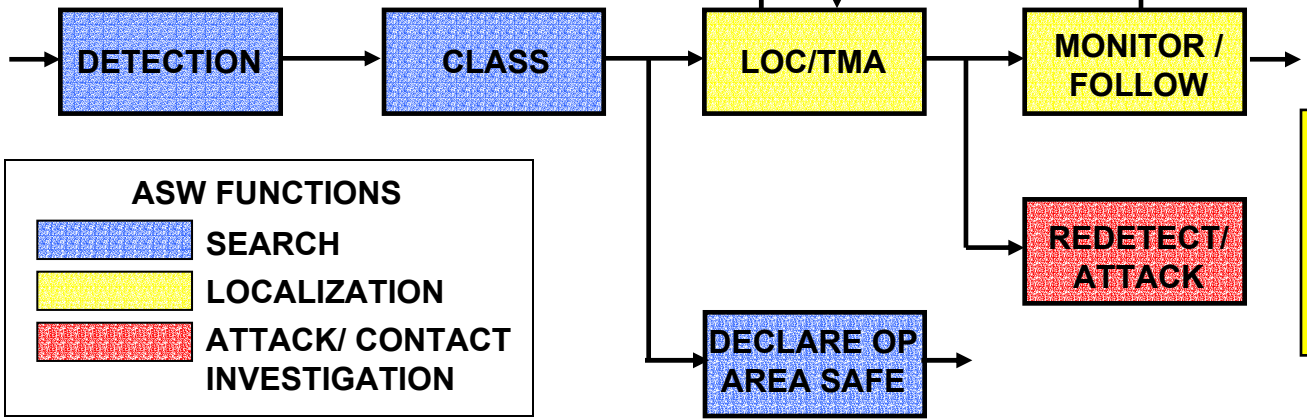 DETECTION
CLASS
LOC/TMA
MONITOR /
FOLLOW
ASW FUNCTIONS
SEARCH
LOCALIZATION
ATTACK/ CONTACT
INVESTIGATION
REDETECT/
ATTACK
DECLARE OP
AREA SAFE